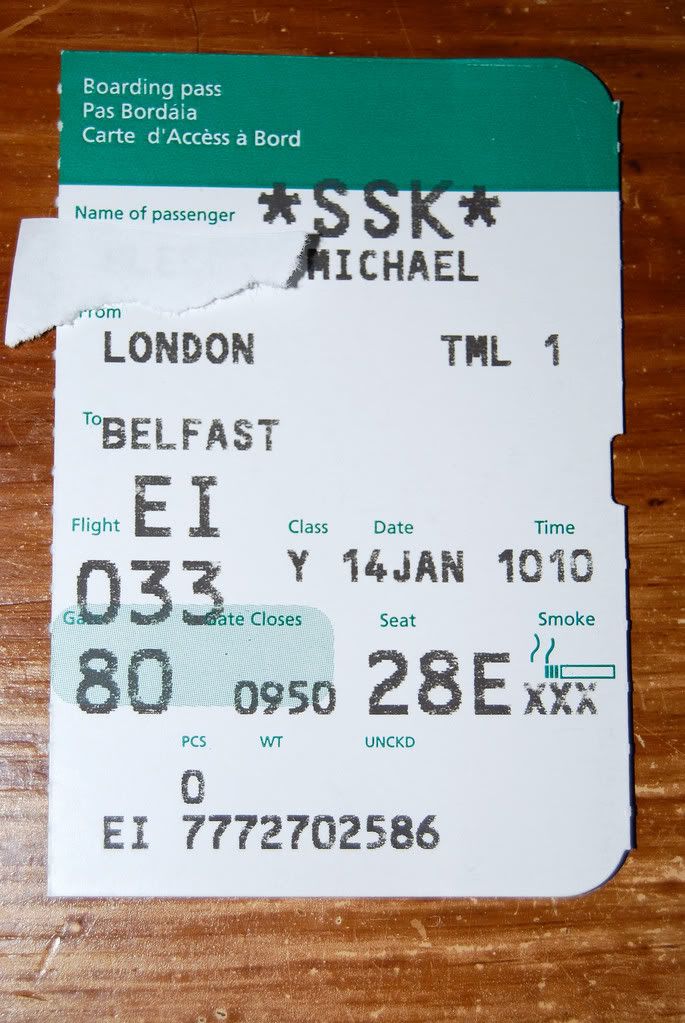 Boarding pass
Pas Bordáia
Carte d'Accèss à Bord
Name of passenger *SSK*
MICHAEL
From
LONDON TML 1
To
BELFAST
Flight EI Class Date Time
033 Y 14JAN 1010
Gate Gate Closes Seat Smoke
80 0950 28E XXX
PCS WT UNCKD
0
EI 7772702586